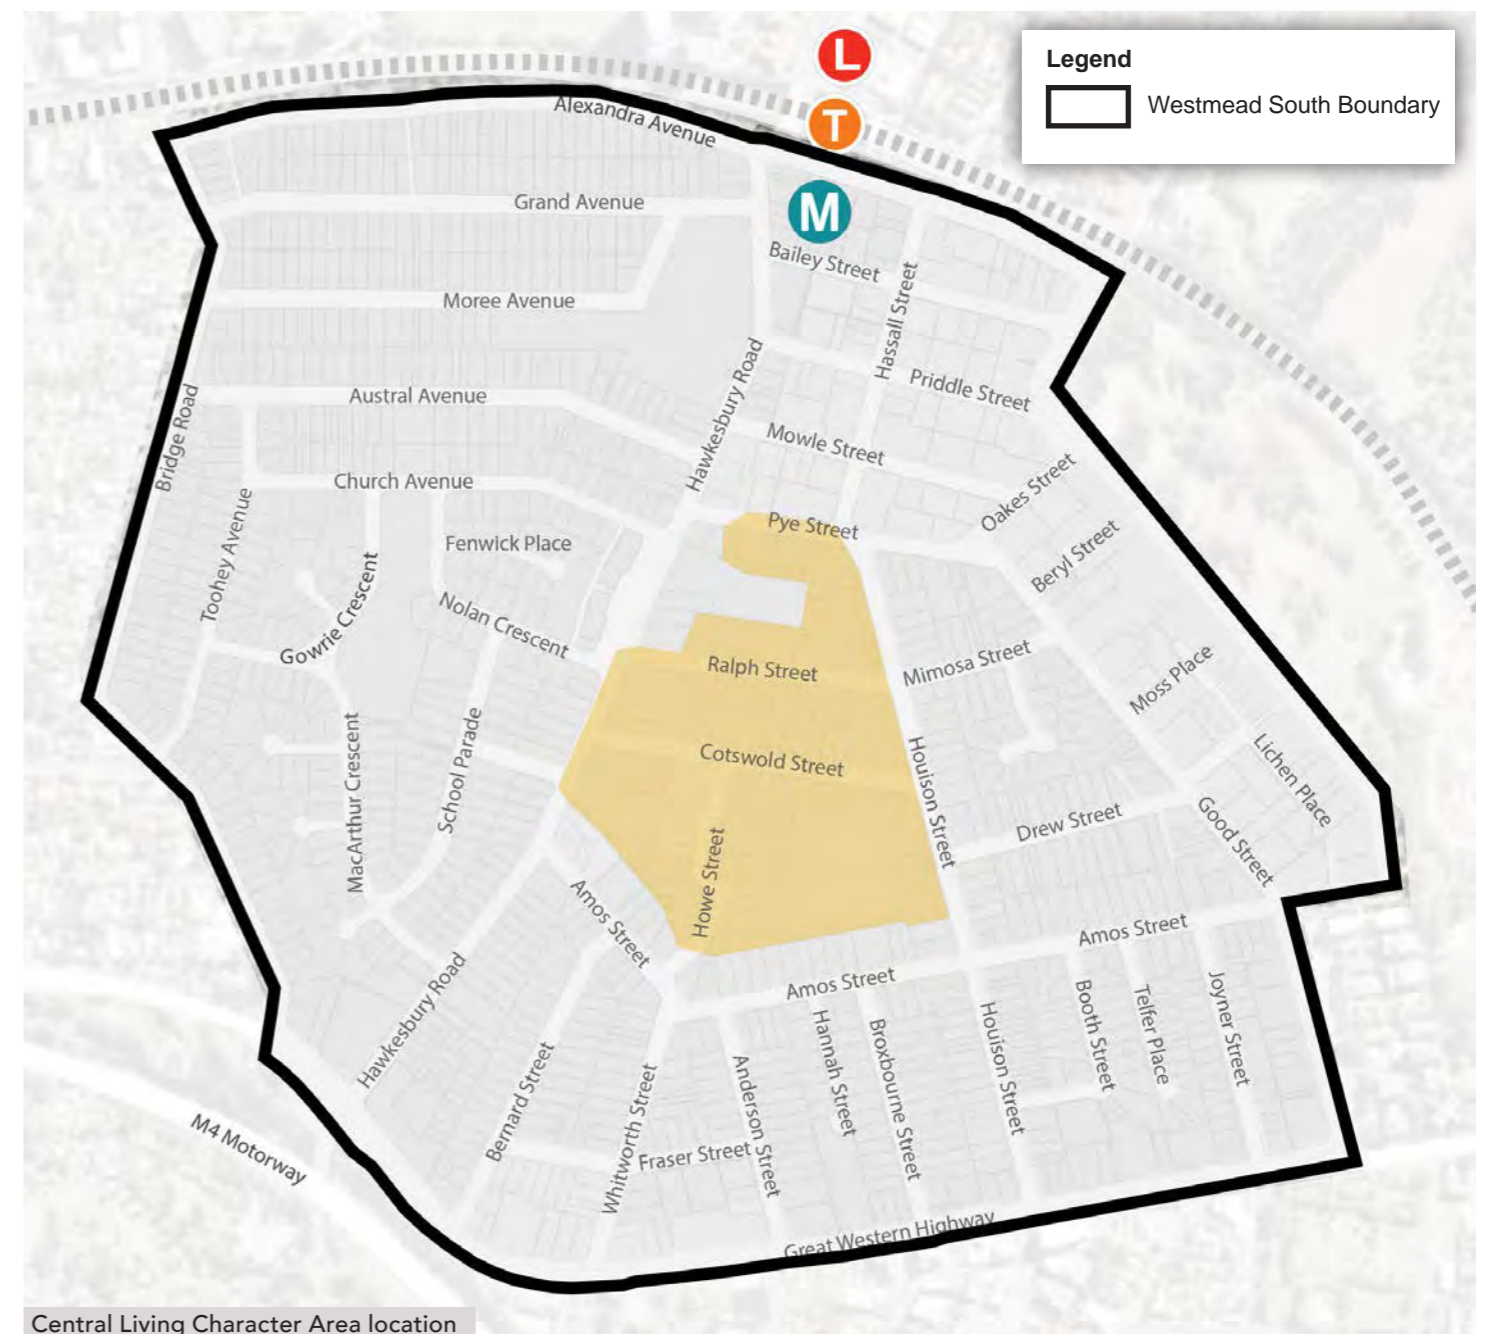 L
Legend
T
Westmead South Boundary
Alexandra Avenue
Grand Avenue
M
Bailey Street
Moree Avenue
Hassall Street
Hawkesbury Road
Priddle Street
Austral Avenue
Bridge Road
Mowle Street
Church Avenue
Oakes Street
Pye Street
Toohey Avenue
Fenwick Place
Beryl Street
Gowrie Crescent
Nolan Crescent
Ralph Street
Mimosa Street
Moss Place
Cotswold Street
Houison Street
Lichen Place
MacArthur Crescent
School Parade
Drew Street
Good Street
Howe Street
Amos Street
Amos Street
Amos Street
Hawkesbury Road
Joyner Street
Booth Street
Telfer Place
Houison Street
Hannah Street
Broxbourne Street
Anderson Street
Bernard Street
Whitworth Street
M4 Motorway
Fraser Street
Great Western Highway
Central Living Character Area location